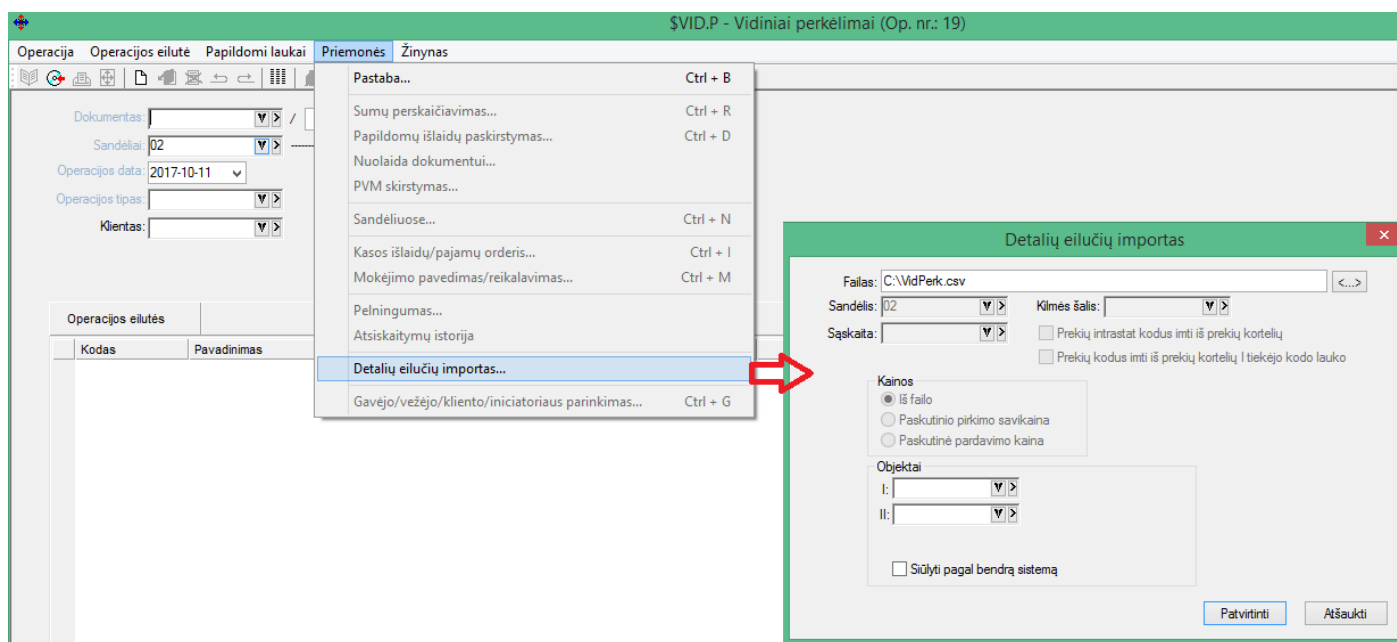 $VID.P - Vidiniai perkėlimai (Op. nr.: 19)
Operacija Operacijos eilutė Papildomi laukai Priemonės Žinynas
Pastaba... Ctrl + B
Dokumentas: /
Sumų perskaičiavimas... Ctrl + R
Sandėliai: 02
Papildomų išlaidų paskirstymas... Ctrl + D
Operacijos data: 2017-10-11
Nuolaida dokumentui...
PVM skirstymas...
Operacijos tipas:
Sandėliuose... Ctrl + N
Klientas:
Kasos išlaidų/pajamų orderis... Ctrl + I
Mokėjimo pavedimas/reikalavimas... Ctrl + M
Pelningumas...
Atsiskaitymų istorija
Operacijos eilutės
Kodas Pavadinimas
Detalių eilučių importas...
Gavėjo/vežėjo/kliento/iniciatoriaus parinkimas... Ctrl + G
Detalių eilučių importas
Failas: C:\VidPerk.csv <...>
Sandėlis: 02 Kilmės šalis:
Sąskaita: Prekių intrastat kodus imti iš prekių kortelių
Prekių kodus imti iš prekių kortelių I tiekėjo kodo lauko
Kainos
Iš failo
Paskutinio pirkimo savikaina
Paskutinė pardavimo kaina
Objektai
I:
II:
Siūlyti pagal bendrą sistemą
Patvirtinti Atšaukti